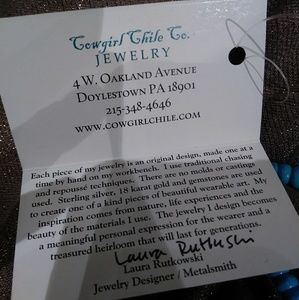 Cowgirl Chile Co.
JEWELRY
4 W. Oakland Avenue
Doylestown PA 18901
215-348-4646
www.cowgirlchile.com
Each piece of my jewelry is an original design, made one at a
time by hand on my workbench. I use traditional chasing
and repoussé techniques. There are no molds or castings
used. Sterling silver, 18 karat gold and gemstones are used
to create one of a kind pieces of beautiful wearable art. My
inspiration comes from nature, life experiences and the
beauty of the materials I use. The jewelry I design becomes
a meaningful personal expression for the wearer and a
treasured heirloom that will last for generations.
Laura Rutkowski
Laura Rutkowski
Jewelry Designer / Metalsmith